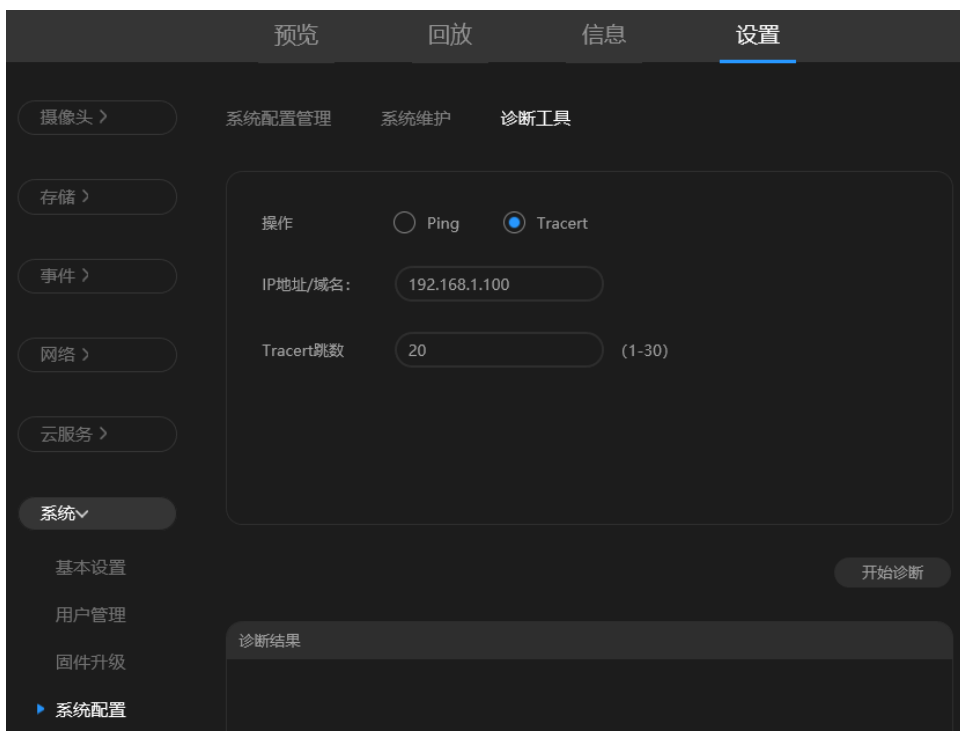 预览 回放 信息 设置
摄像头
系统配置管理 系统维护 诊断工具
存储
操作 Ping Tracert
事件
IP地址/域名: 192.168.1.100
网络
Tracert跳数 20 (1-30)
云服务
系统
基本设置
开始诊断
用户管理
诊断结果
固件升级
系统配置